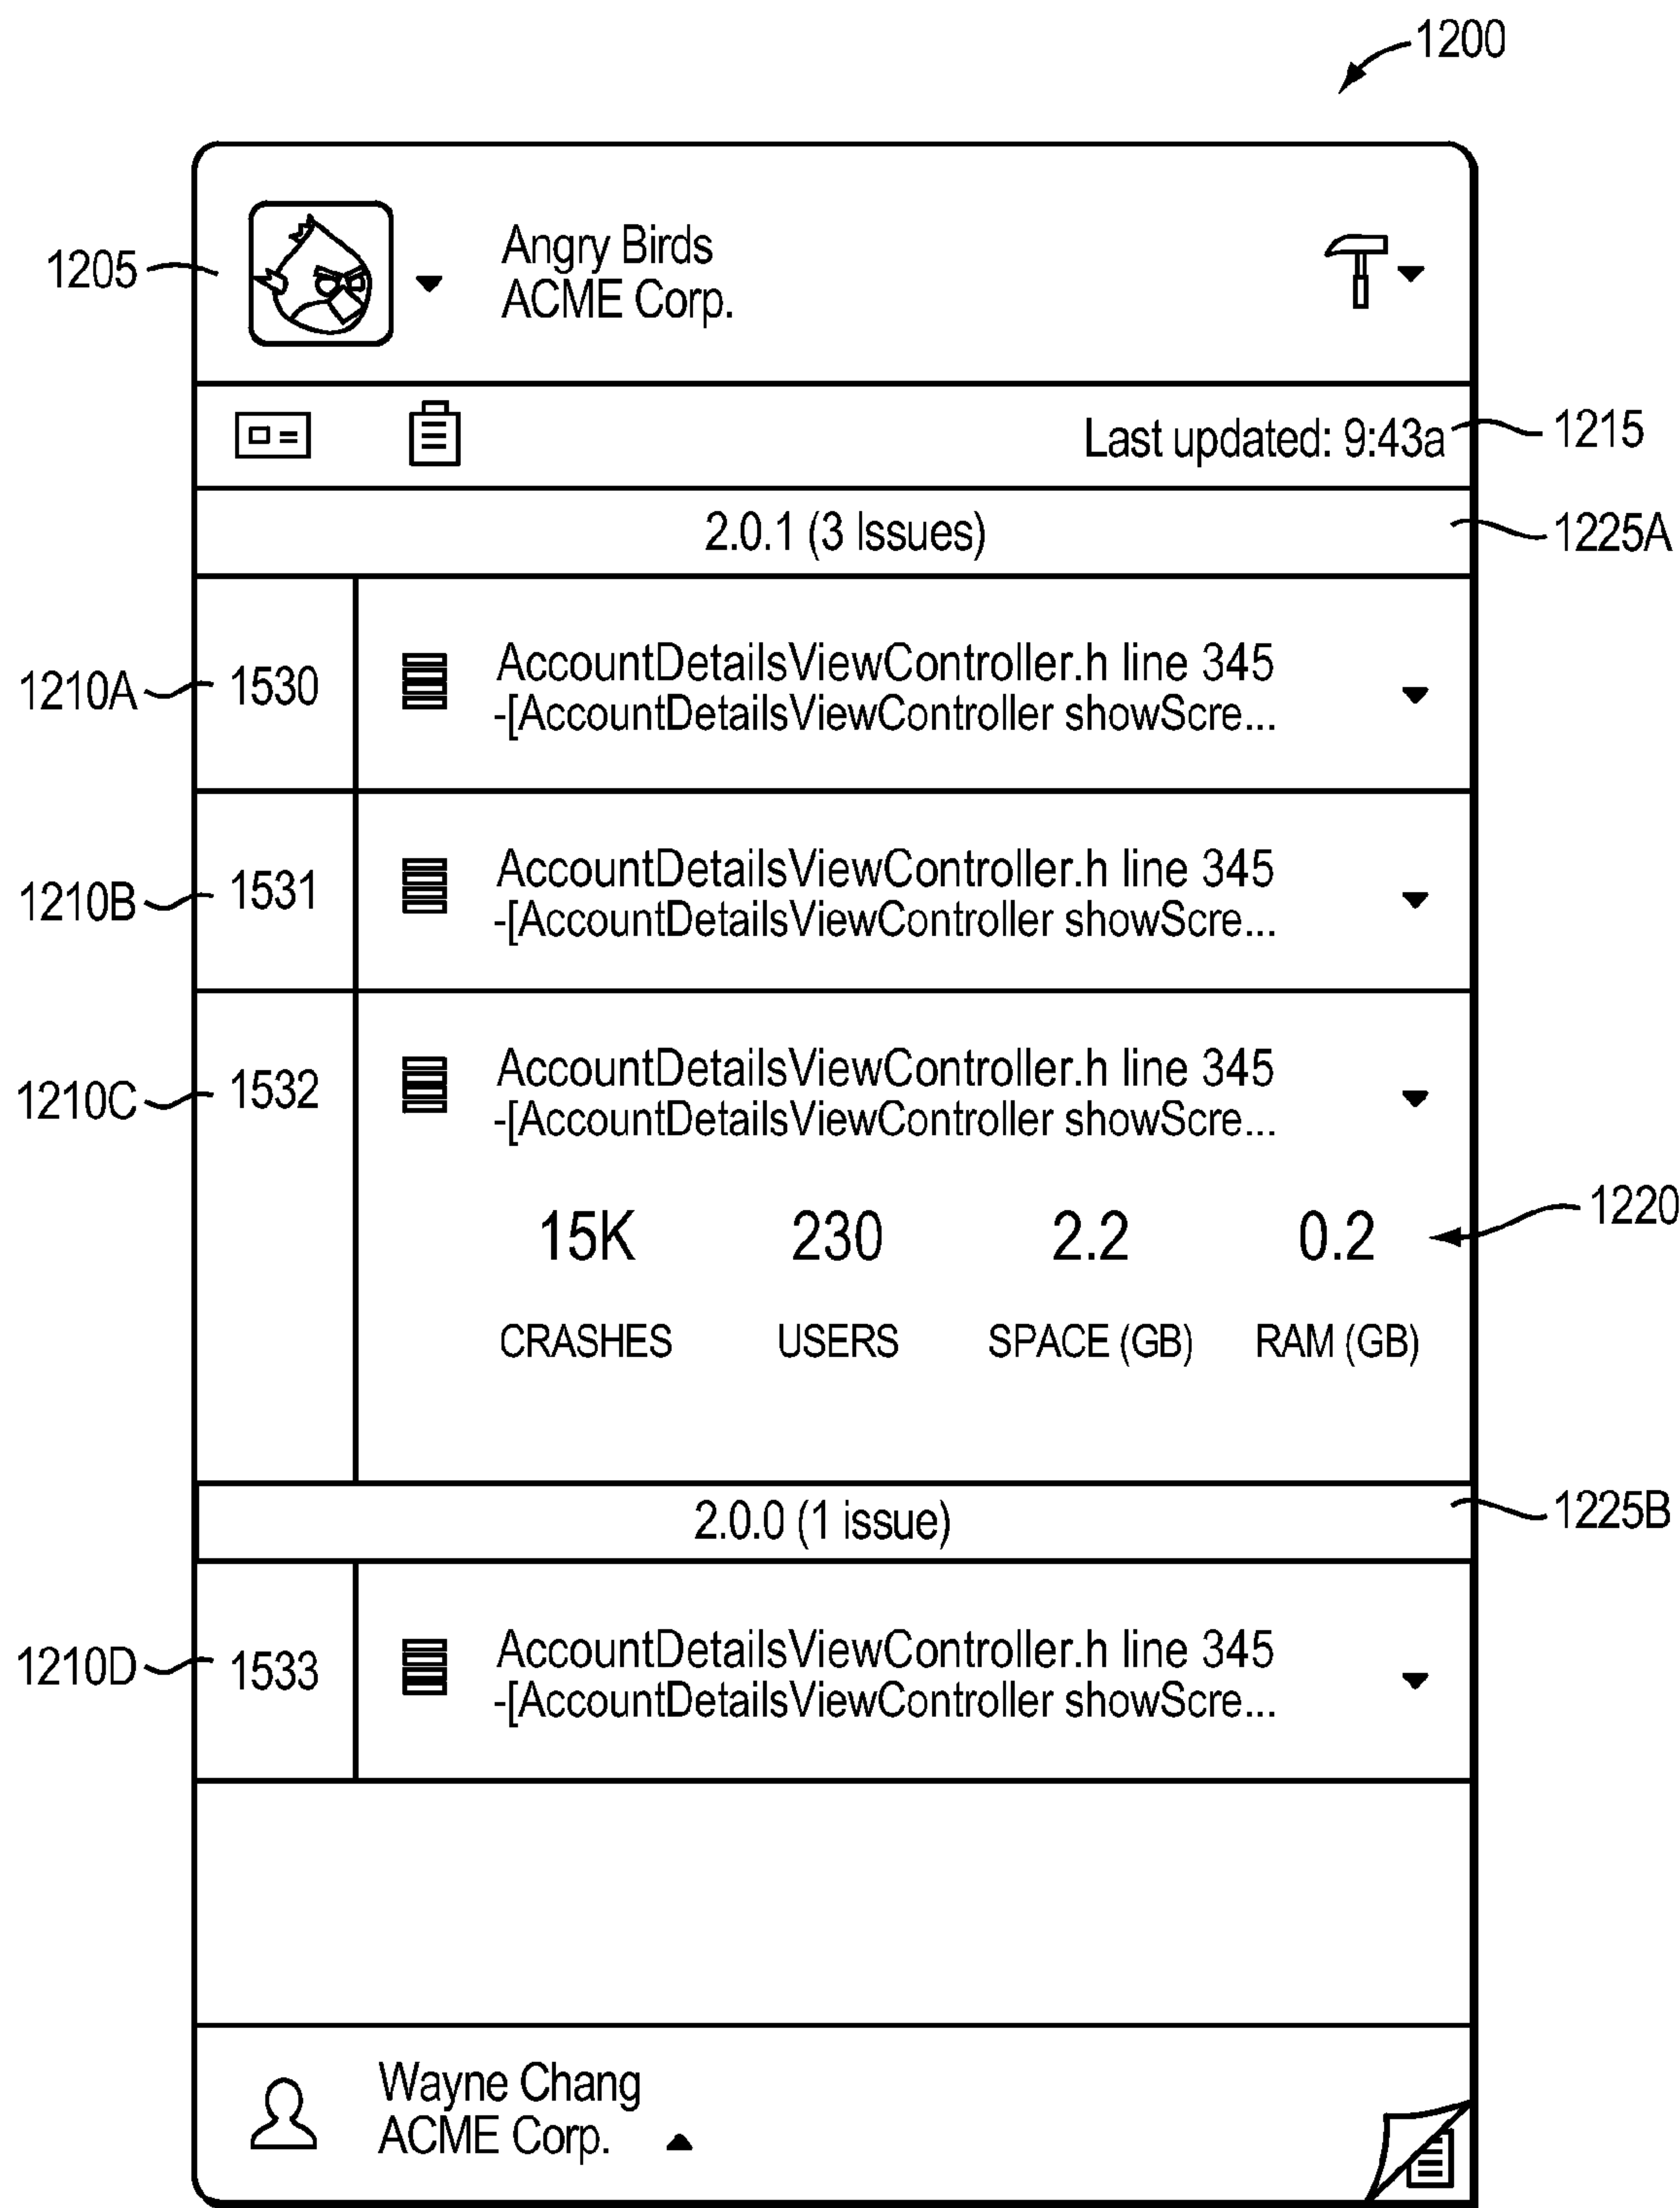 1200
1205
Angry Birds
ACME Corp.
Last updated: 9:43a
1215
2.0.1 (3 Issues)
1225A
1210A
1530
AccountDetailsViewController.h line 345
-[AccountDetailsViewController showScre...
1210B
1531
AccountDetailsViewController.h line 345
-[AccountDetailsViewController showScre...
1210C
1532
AccountDetailsViewController.h line 345
-[AccountDetailsViewController showScre...
15K 230 2.2 0.2
1220
CRASHES USERS SPACE (GB) RAM (GB)
2.0.0 (1 issue)
1225B
1210D
1533
AccountDetailsViewController.h line 345
-[AccountDetailsViewController showScre...
Wayne Chang
ACME Corp.